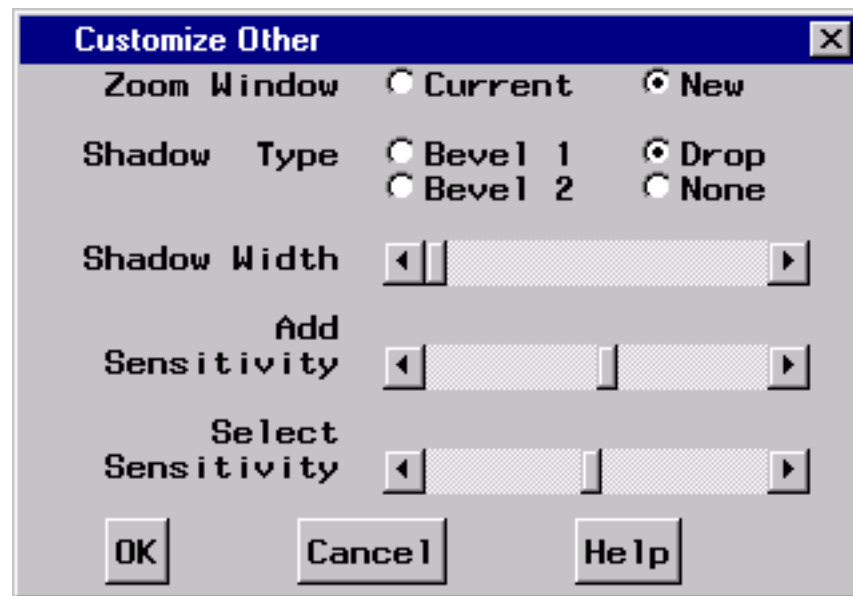 Customize Other
Zoom Window Current New
Shadow Type Bevel 1 Drop
Bevel 2 None
Shadow Width
Add
Sensitivity
Select
Sensitivity
OK Cancel Help